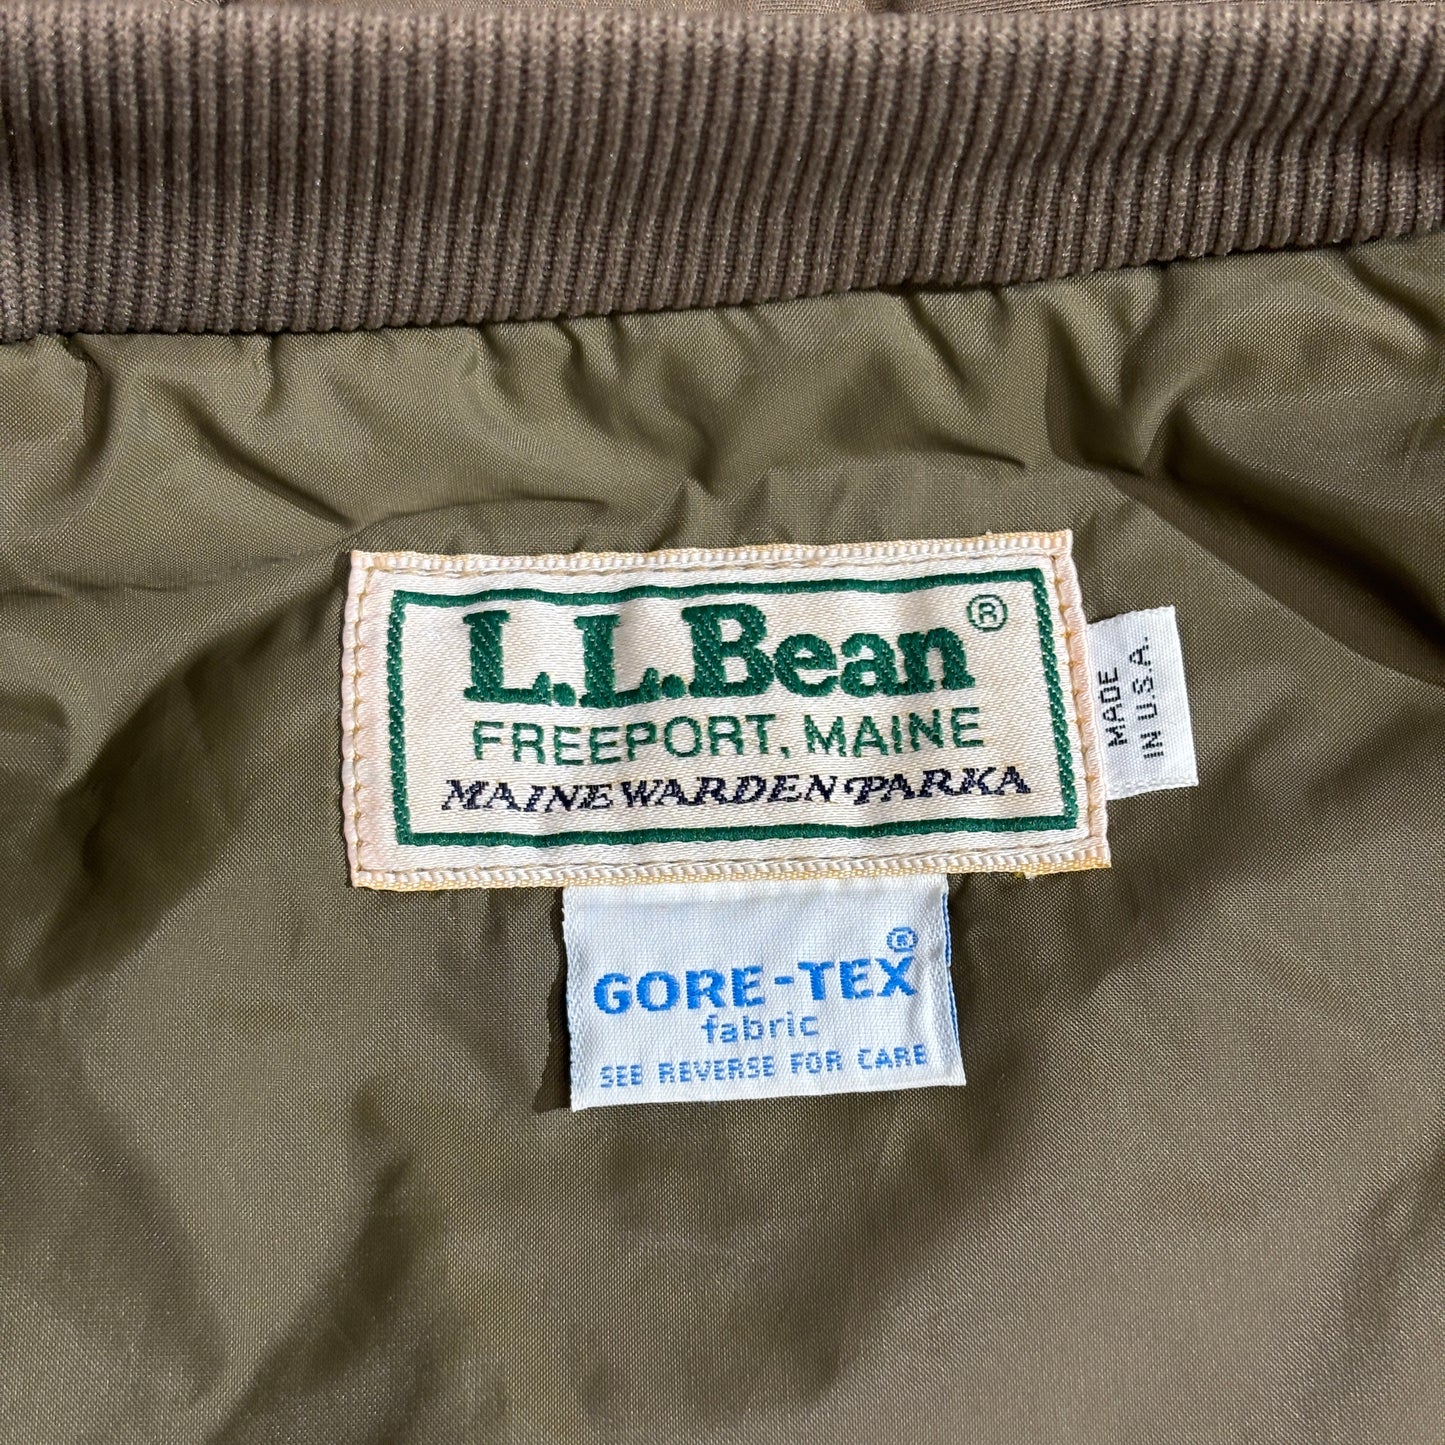 L.L.Bean®
FREEPORT, MAINE
MAINE WARDEN PARKA
MADE
IN U.S.A.
GORE-TEX®
fabric
SEE REVERSE FOR CARE